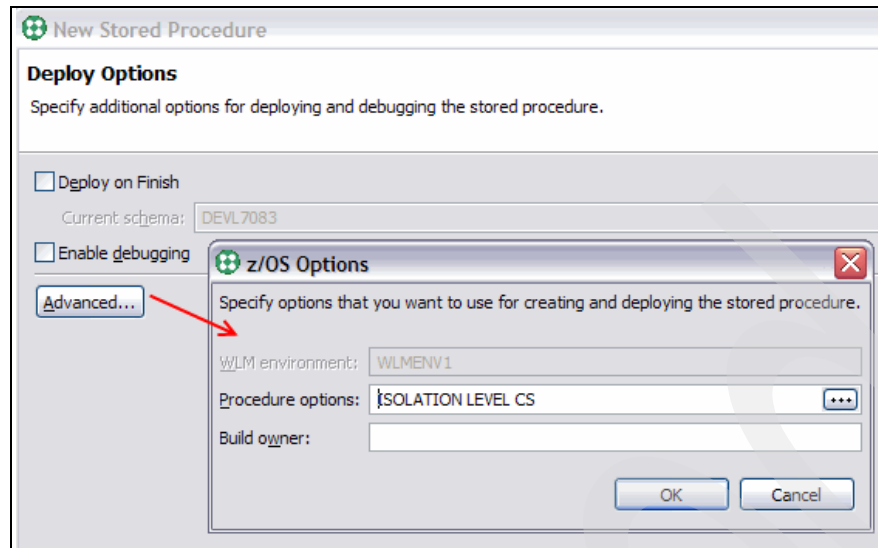 New Stored Procedure
Deploy Options
Specify additional options for deploying and debugging the stored procedure.
Deploy on Finish
Current schema: DEVL7083
Enable debugging
Advanced...
z/OS Options
Specify options that you want to use for creating and deploying the stored procedure.
WLM environment: WLMENV1
Procedure options: ISOLATION LEVEL CS ...
Build owner:
OK Cancel